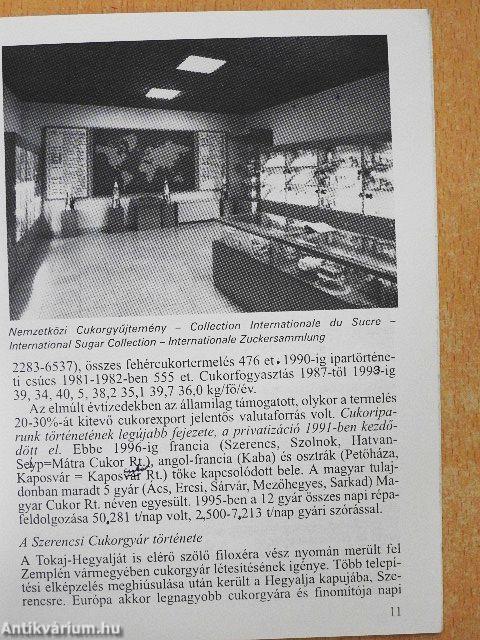 Nemzetközi Cukorgyűjtemény – Collection Internationale du Sucre –
International Sugar Collection – Internationale Zuckersammlung
2283-6537), összes fehércukortermelés 476 et. 1990-ig ipartörténe-
ti csúcs 1981-1982-ben 555 et. Cukorfogyasztás 1987-től 1993-ig
39, 34, 40, 5, 38,2 35,1 39,7 36,0 kg/fő/év.
Az elmúlt évtizedekben az államilag támogatott, olykor a termelés
20-30%-át kitevő cukorexport jelentős valutaforrás volt. Cukoripa-
runk történetének legújabb fejezete, a privatizáció 1991-ben kezdő-
dött el. Ebbe 1996-ig francia (Szerencs, Szolnok, Hatvan-
Selyp=Mátra Cukor Rt.), angol-francia (Kaba) és osztrák (Petőháza,
Kaposvár = Kaposvár Rt.) tőke kapcsolódott bele. A magyar tulaj-
donban maradt 5 gyár (Ács, Ercsi, Sárvár, Mezőhegyes, Sarkad) Ma-
gyar Cukor Rt. néven egyesült. 1995-ben a 12 gyár összes napi répa-
feldolgozása 50,281 t/nap volt, 2,500-7,213 t/nap gyári szórással.
A Szerencsi Cukorgyár története
A Tokaj-Hegyalját is elérő szőlő filoxéra vész nyomán merült fel
Zemplén vármegyében cukorgyár létesítésének igénye. Több telepí-
tési elképzelés meghiúsulása után került a Hegyalja kapujába, Sze-
rencsre. Európa akkor legnagyobb cukorgyára és finomítója napi
11
Antikvárium.hu